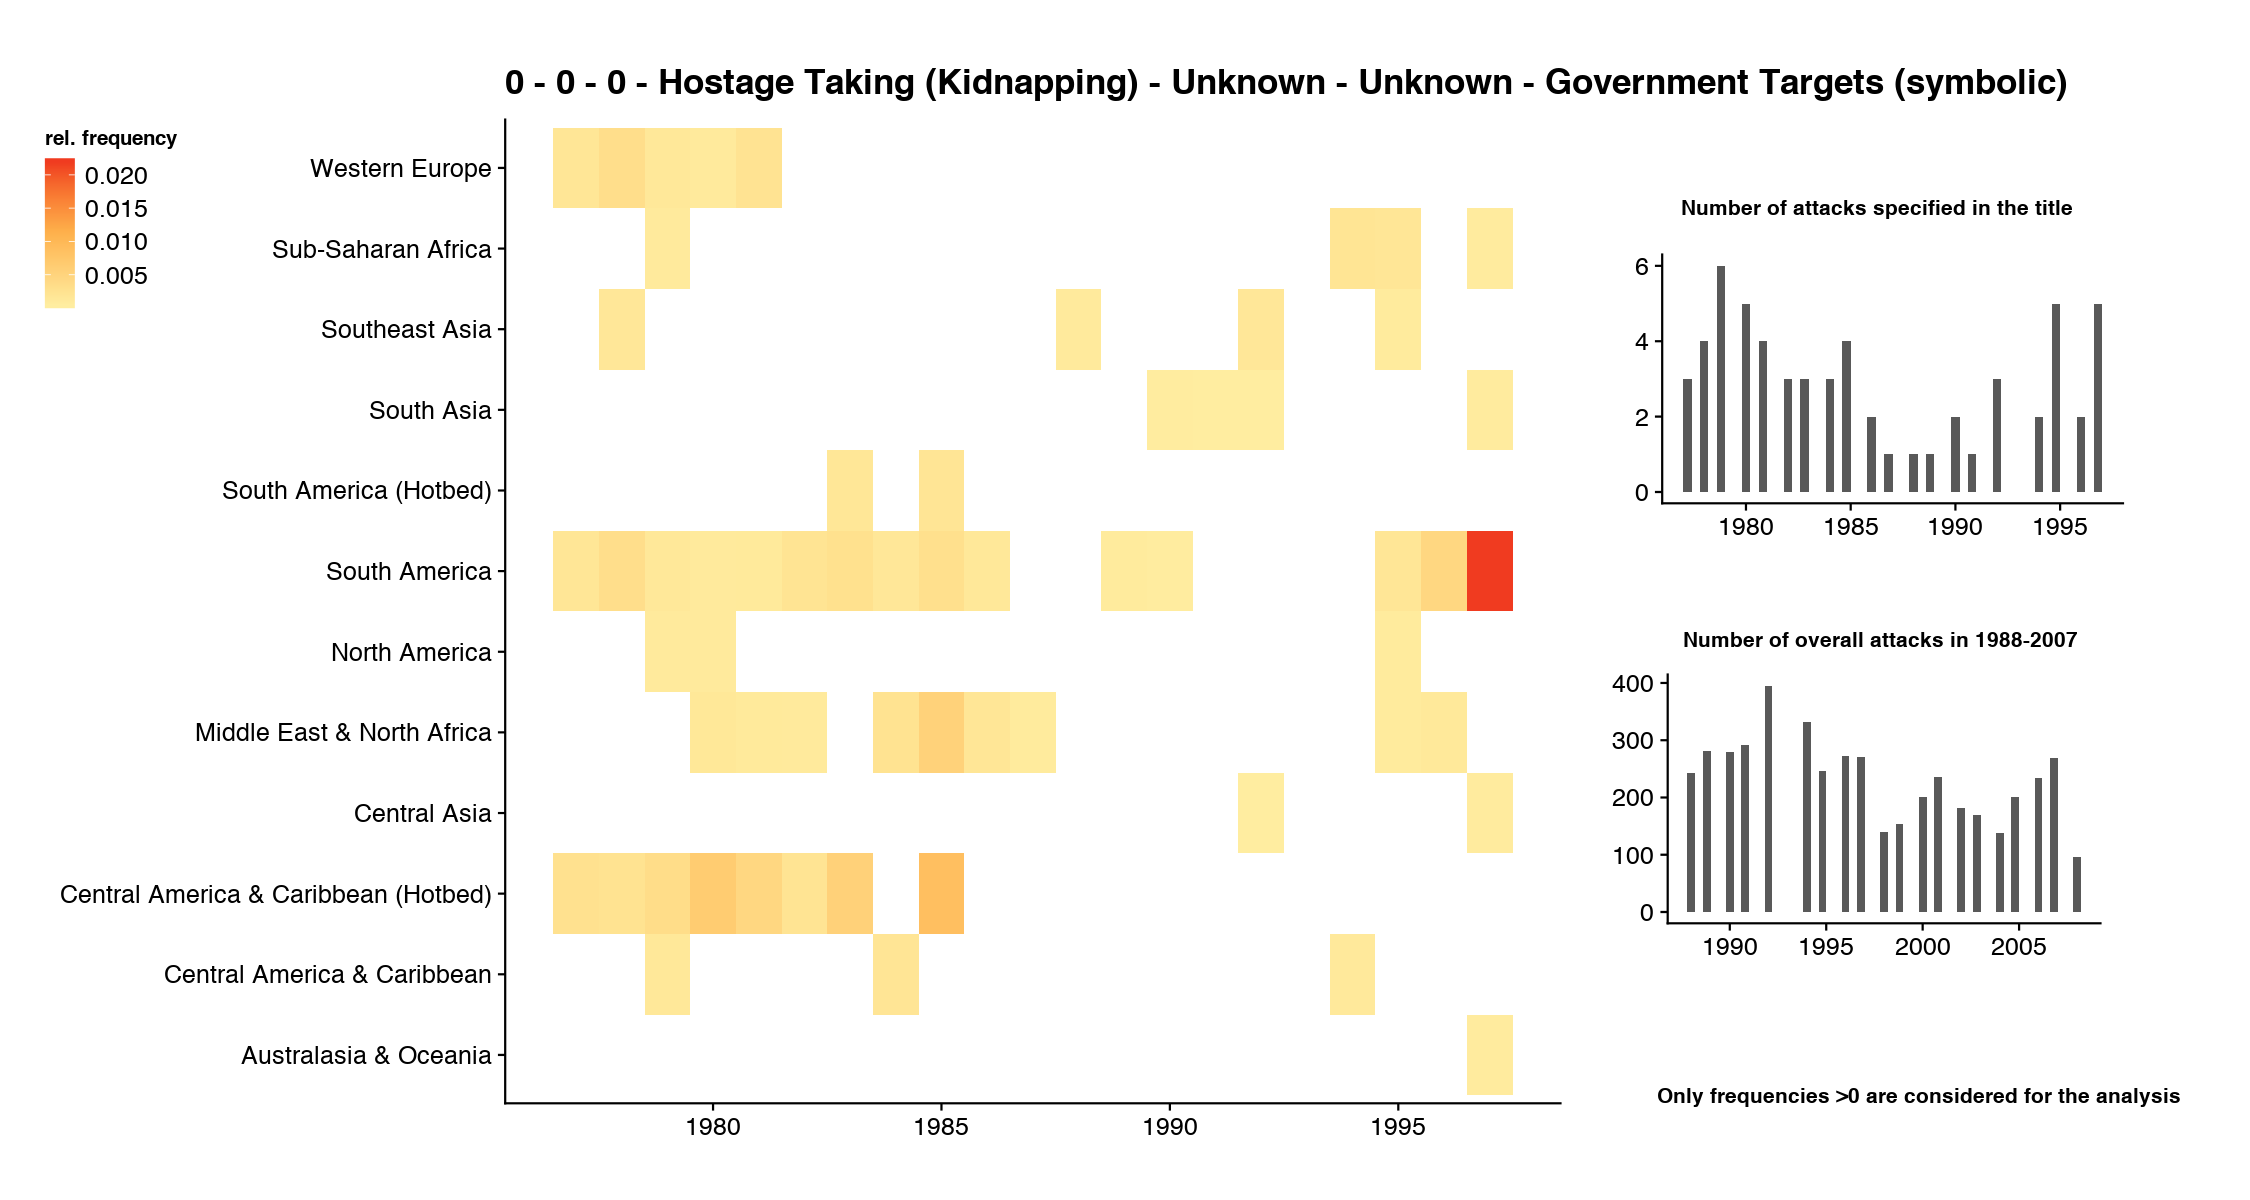 0 - 0 - 0 - Hostage Taking (Kidnapping) - Unknown - Unknown - Government Targets (symbolic)
rel. frequency
0.020
0.015
0.010
0.005
Western Europe
Sub-Saharan Africa
Southeast Asia
South Asia
South America (Hotbed)
South America
North America
Middle East & North Africa
Central Asia
Central America & Caribbean (Hotbed)
Central America & Caribbean
Australasia & Oceania
1980 1985 1990 1995
Number of attacks specified in the title
6
4
2
0
1980 1985 1990 1995
Number of overall attacks in 1988-2007
400
300
200
100
0
1990 1995 2000 2005
Only frequencies >0 are considered for the analysis